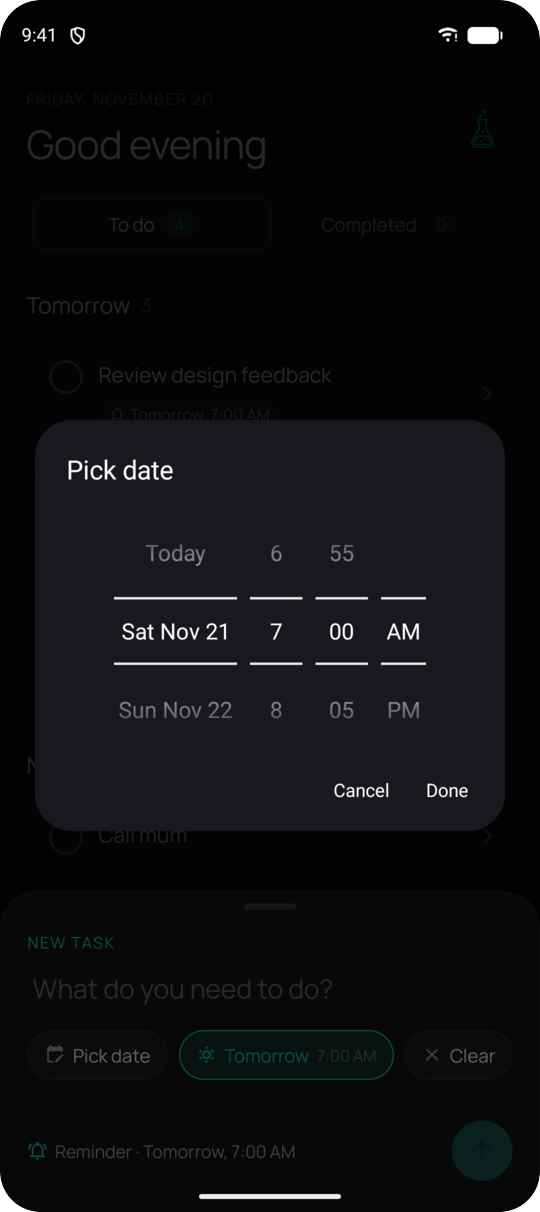 9:41
FRIDAY, NOVEMBER 20
Good evening
To do 4
Completed 0
Tomorrow 3
Review design feedback
Tomorrow, 7:00 AM
Pick date
Today 6 55
Sat Nov 21 7 00 AM
Sun Nov 22 8 05 PM
Cancel Done
N
Call mum
NEW TASK
What do you need to do?
Pick date
Tomorrow 7:00 AM
Clear
Reminder · Tomorrow, 7:00 AM